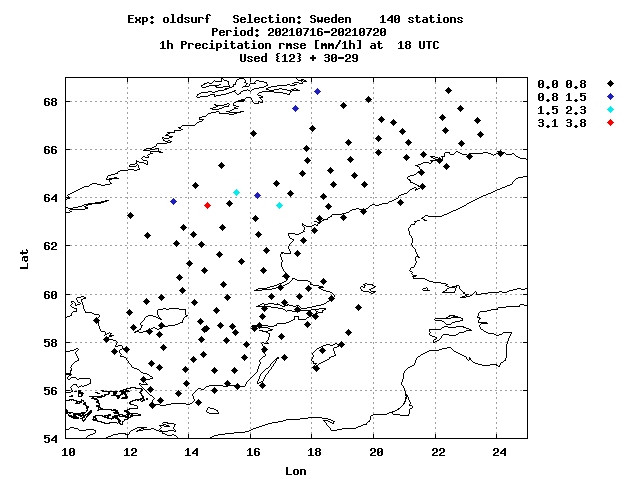 Exp: oldsurf   Selection: Sweden    140 stations
Period: 20210716-20210720
1h Precipitation rmse [mm/1h] at  18 UTC
Used {12} + 30-29
0.0 0.8
0.8 1.5
1.5 2.3
3.1 3.8
68
66
64
62
60
58
56
54
Lat
10 12 14 16 18 20 22 24
Lon